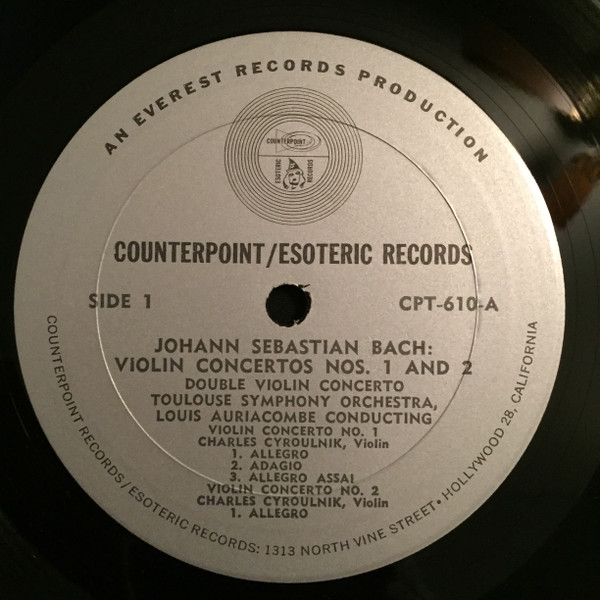 AN EVEREST RECORDS PRODUCTION
COUNTERPOINT
ESOTERIC RECORDS
COUNTERPOINT/ESOTERIC RECORDS
SIDE 1 CPT-610-A
JOHANN SEBASTIAN BACH:
VIOLIN CONCERTOS NOS. 1 AND 2
DOUBLE VIOLIN CONCERTO
TOULOUSE SYMPHONY ORCHESTRA,
LOUIS AURIACOMBE CONDUCTING
VIOLIN CONCERTO NO. 1
CHARLES CYROULNIK, Violin
1. ALLEGRO
2. ADAGIO
3. ALLEGRO ASSAI
VIOLIN CONCERTO NO. 2
CHARLES CYROULNIK, Violin
1. ALLEGRO
COUNTERPOINT RECORDS / ESOTERIC RECORDS: 1313 NORTH VINE STREET • HOLLYWOOD 28, CALIFORNIA